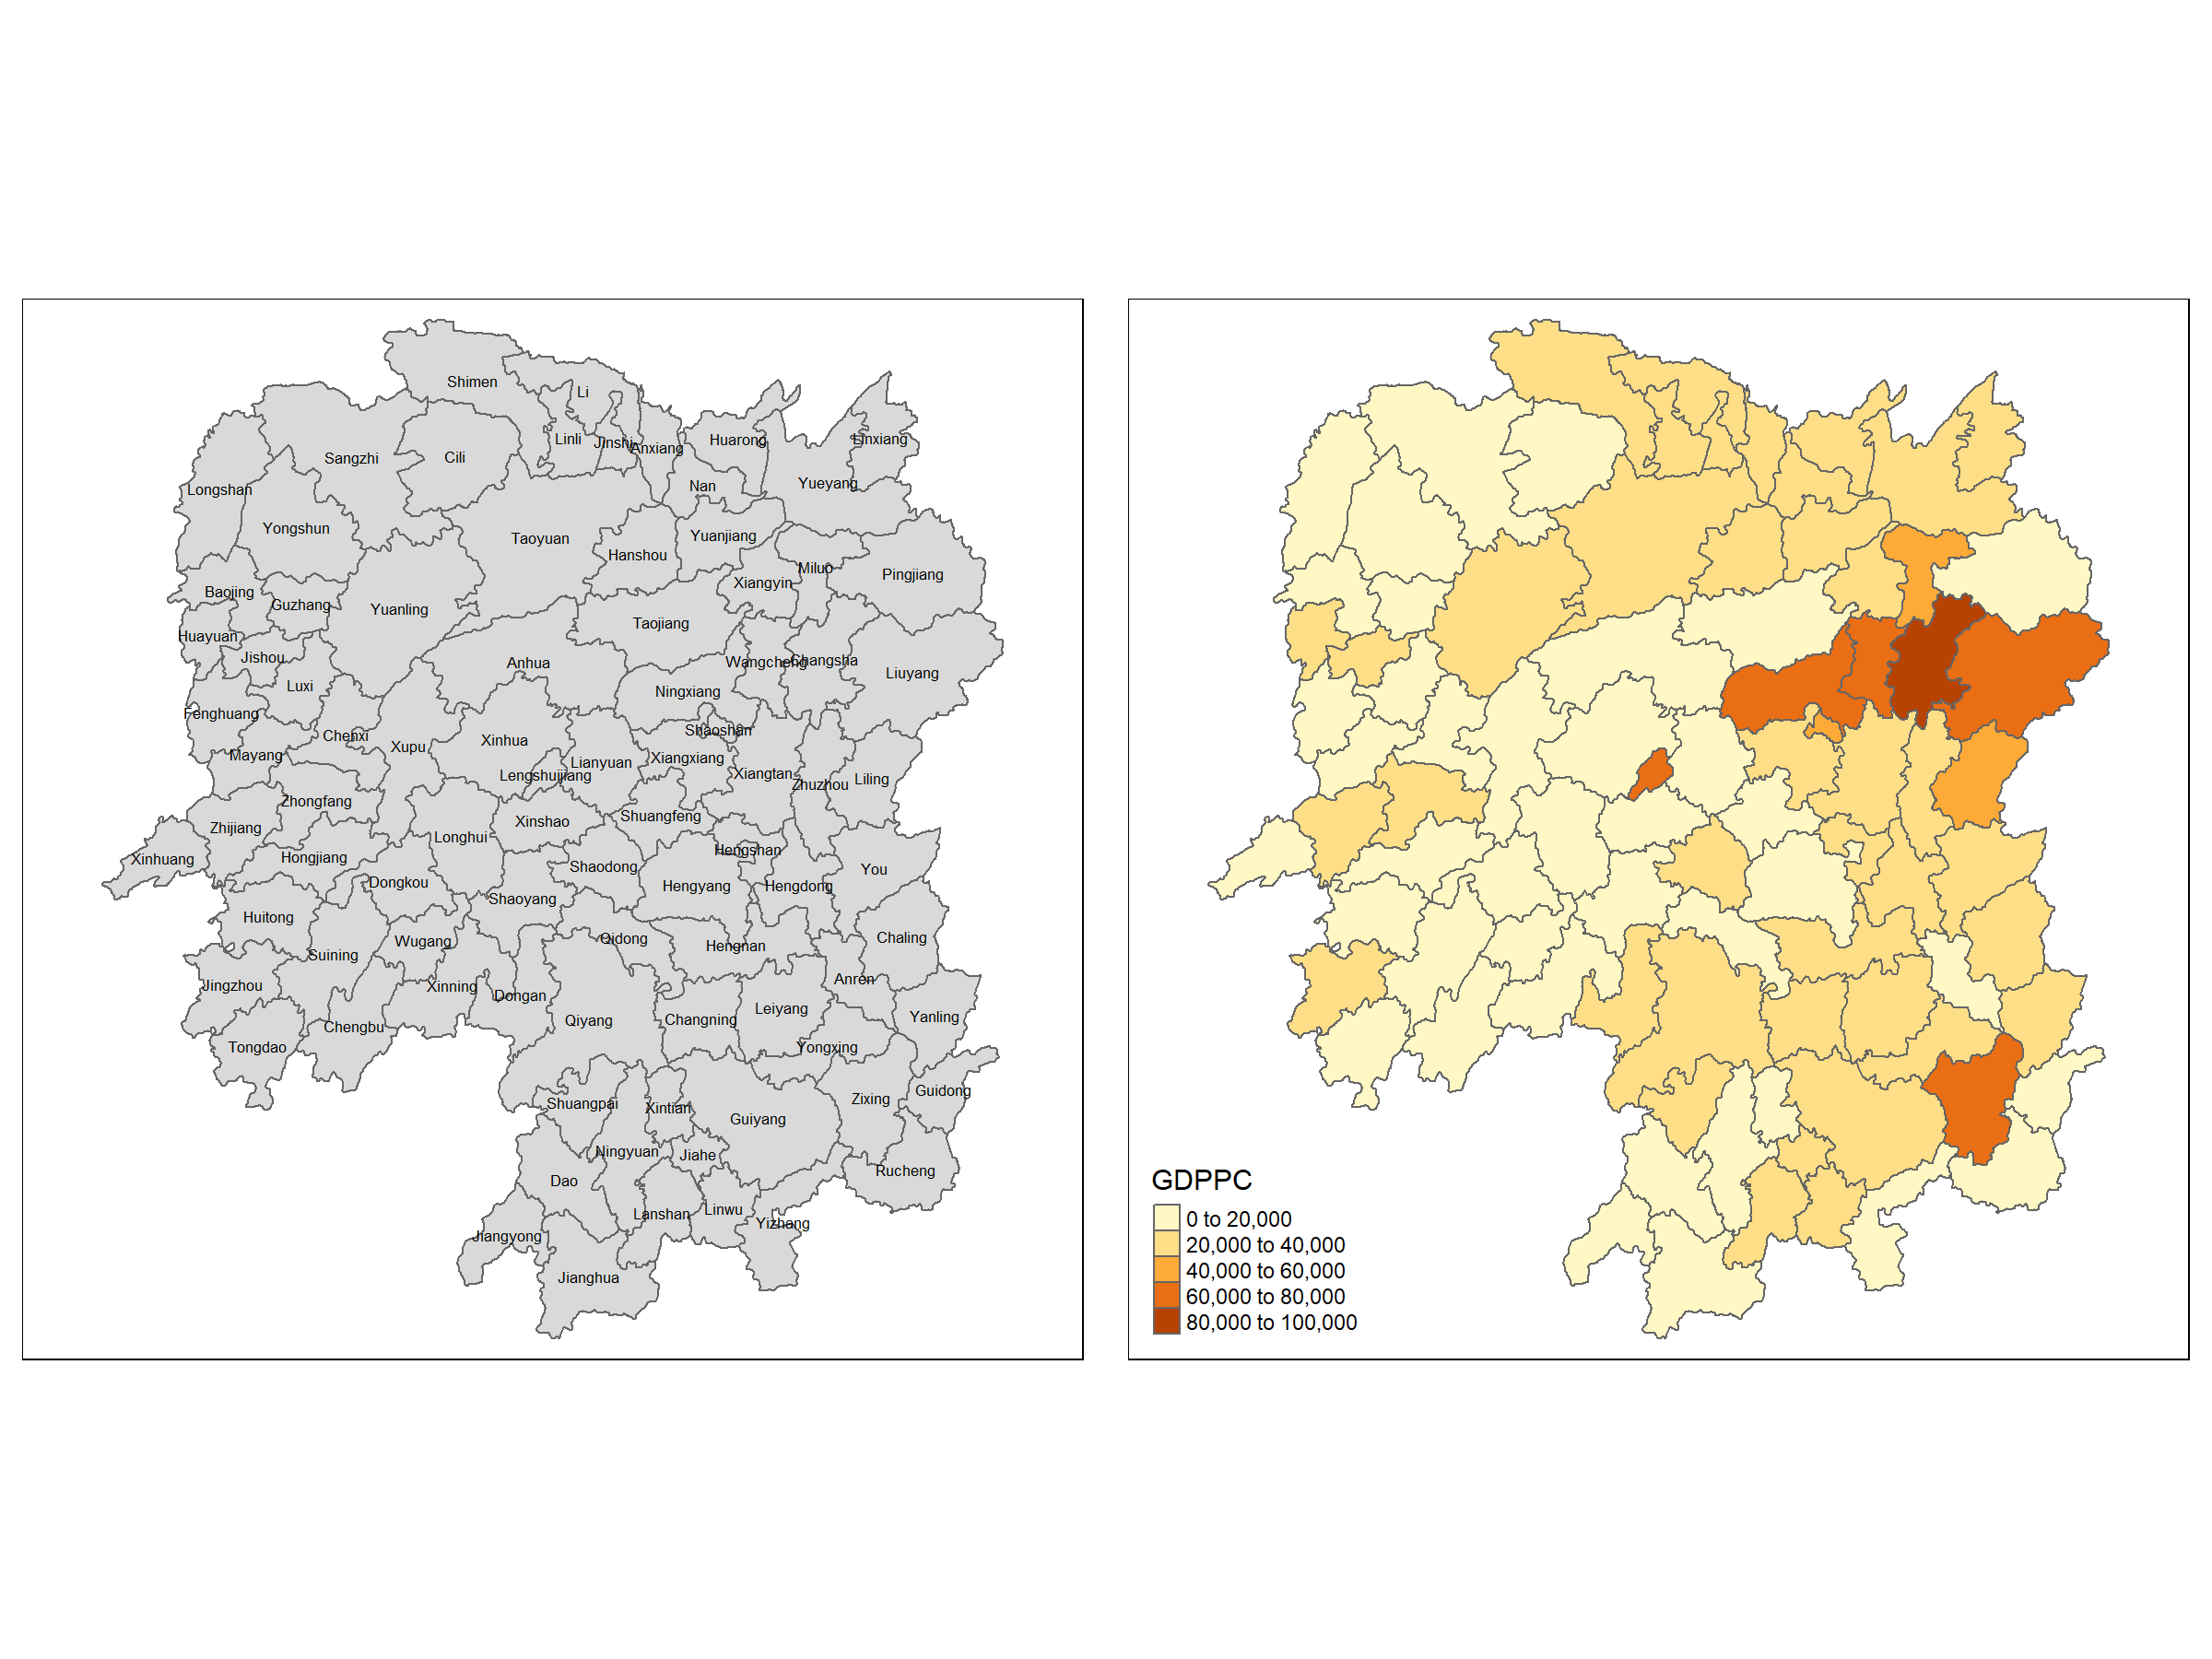 Shimen
Li
Linli
Jinshi
Anxiang
Huarong
Linxiang
Sangzhi
Cili
Longshan
Nan
Yueyang
Yongshun
Taoyuan
Yuanjiang
Hanshou
Miluo
Pingjiang
Xiangyin
Baojing
Guzhang
Yuanling
Taojiang
Huayuan
Jishou
Anhua
Wangcheng
Changsha
Liuyang
Luxi
Ningxiang
Fenghuang
Shaoshan
Chenxi
Xupu
Xinhua
Mayang
Lianyuan
Xiangxiang
Lengshuijiang
Xiangtan
Zhuzhou
Liling
Zhongfang
Shuangfeng
Xinshao
Zhijiang
Longhui
Hengshan
Xinhuang
Hongjiang
Shaodong
You
Dongkou
Hengyang
Hengdong
Shaoyang
Huitong
Wugang
Qidong
Hengnan
Chaling
Suining
Anren
Jingzhou
Xinning
Dongan
Leiyang
Yanling
Qiyang
Changning
Chengbu
Tongdao
Yongxing
Guidong
Zixing
Shuangpai
Xintian
Guiyang
Ningyuan
Jiahe
Rucheng
Dao
Linwu
Lanshan
Yizhang
Jiangyong
Jianghua
GDPPC
0 to 20,000
20,000 to 40,000
40,000 to 60,000
60,000 to 80,000
80,000 to 100,000